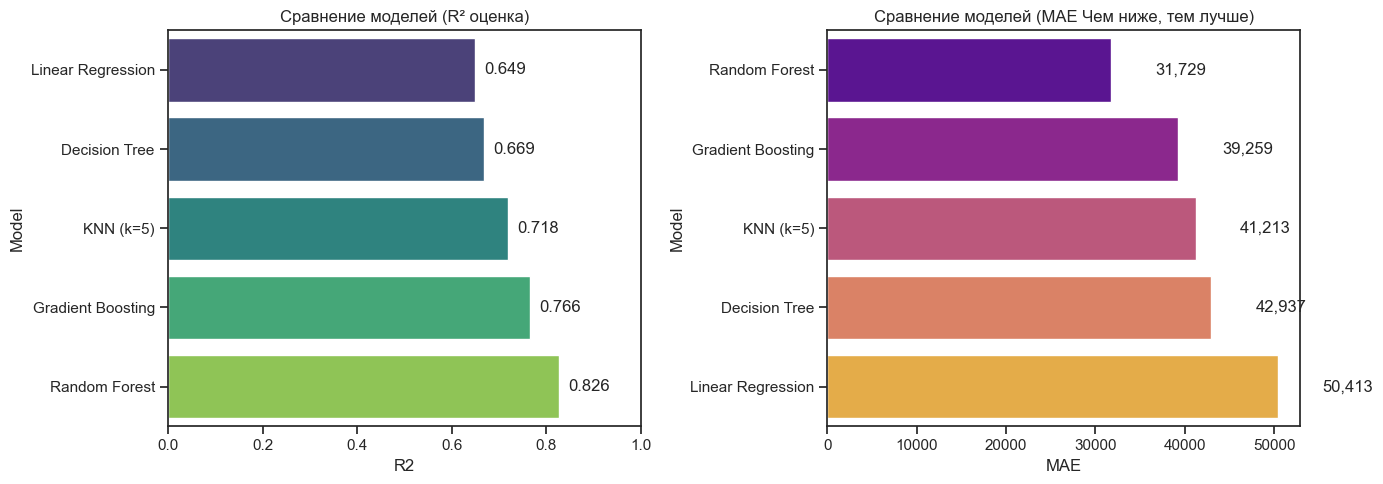 Сравнение моделей (R² оценка)
Model
Linear Regression
0.649
Decision Tree
0.669
KNN (k=5)
0.718
Gradient Boosting
0.766
Random Forest
0.826
0.0 0.2 0.4 0.6 0.8 1.0
R2
Сравнение моделей (MAE Чем ниже, тем лучше)
Model
Random Forest
31,729
Gradient Boosting
39,259
KNN (k=5)
41,213
Decision Tree
42,937
Linear Regression
50,413
0 10000 20000 30000 40000 50000
MAE